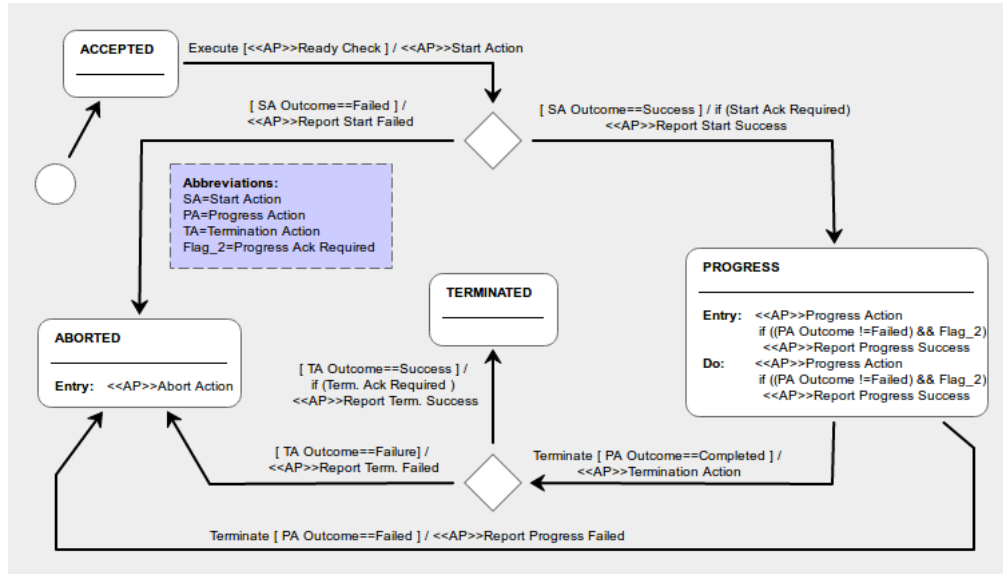 ACCEPTED
Execute [<<AP>>Ready Check ] / <<AP>>Start Action
[ SA Outcome==Failed ] /
<<AP>>Report Start Failed
[ SA Outcome==Success ] / if (Start Ack Required)
<<AP>>Report Start Success
Abbreviations:
SA=Start Action
PA=Progress Action
TA=Termination Action
Flag_2=Progress Ack Required
PROGRESS
Entry: <<AP>>Progress Action
if ((PA Outcome !=Failed) && Flag_2)
<<AP>>Report Progress Success
Do: <<AP>>Progress Action
if ((PA Outcome !=Failed) && Flag_2)
<<AP>>Report Progress Success
TERMINATED
ABORTED
Entry: <<AP>>Abort Action
[ TA Outcome==Success ] /
if (Term. Ack Required )
<<AP>>Report Term. Success
[ TA Outcome==Failure] /
<<AP>>Report Term. Failed
Terminate [ PA Outcome==Completed ] /
<<AP>>Termination Action
Terminate [ PA Outcome==Failed ] / <<AP>>Report Progress Failed